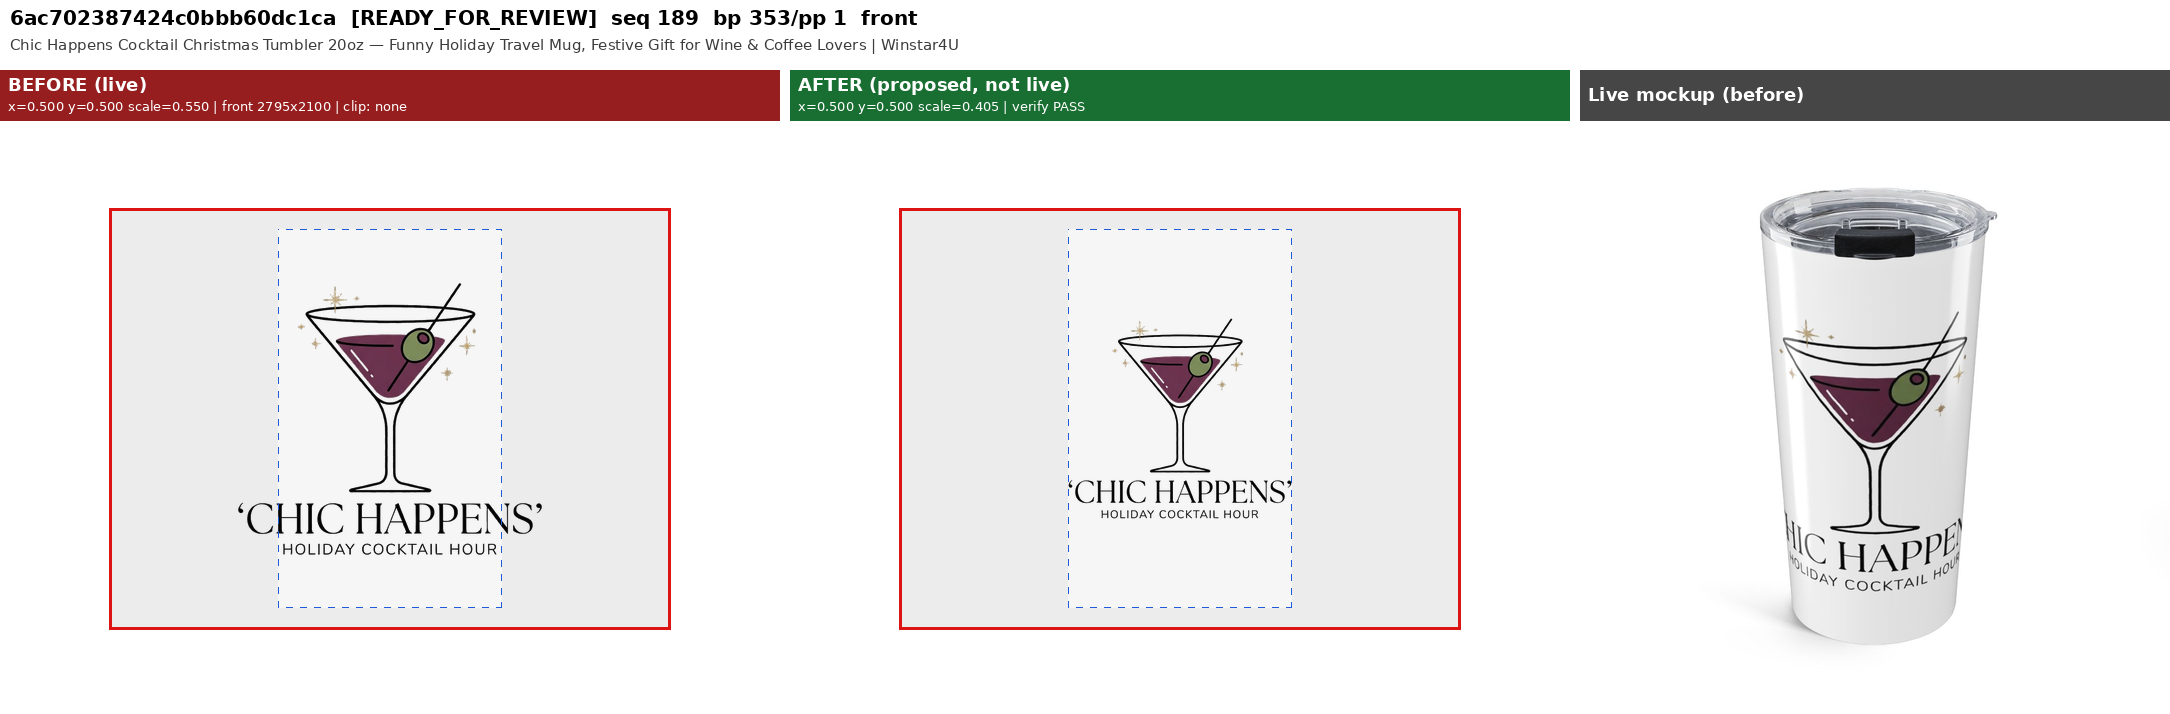 6ac702387424c0bbb60dc1ca [READY_FOR_REVIEW] seq 189 bp 353/pp 1 front
Chic Happens Cocktail Christmas Tumbler 20oz — Funny Holiday Travel Mug, Festive Gift for Wine & Coffee Lovers | Winstar4U
BEFORE (live)
x=0.500 y=0.500 scale=0.550 | front 2795x2100 | clip: none
‘CHIC HAPPENS’
HOLIDAY COCKTAIL HOUR
AFTER (proposed, not live)
x=0.500 y=0.500 scale=0.405 | verify PASS
‘CHIC HAPPENS’
HOLIDAY COCKTAIL HOUR
Live mockup (before)
HIC HAPPEN
HOLIDAY COCKTAIL HOUR